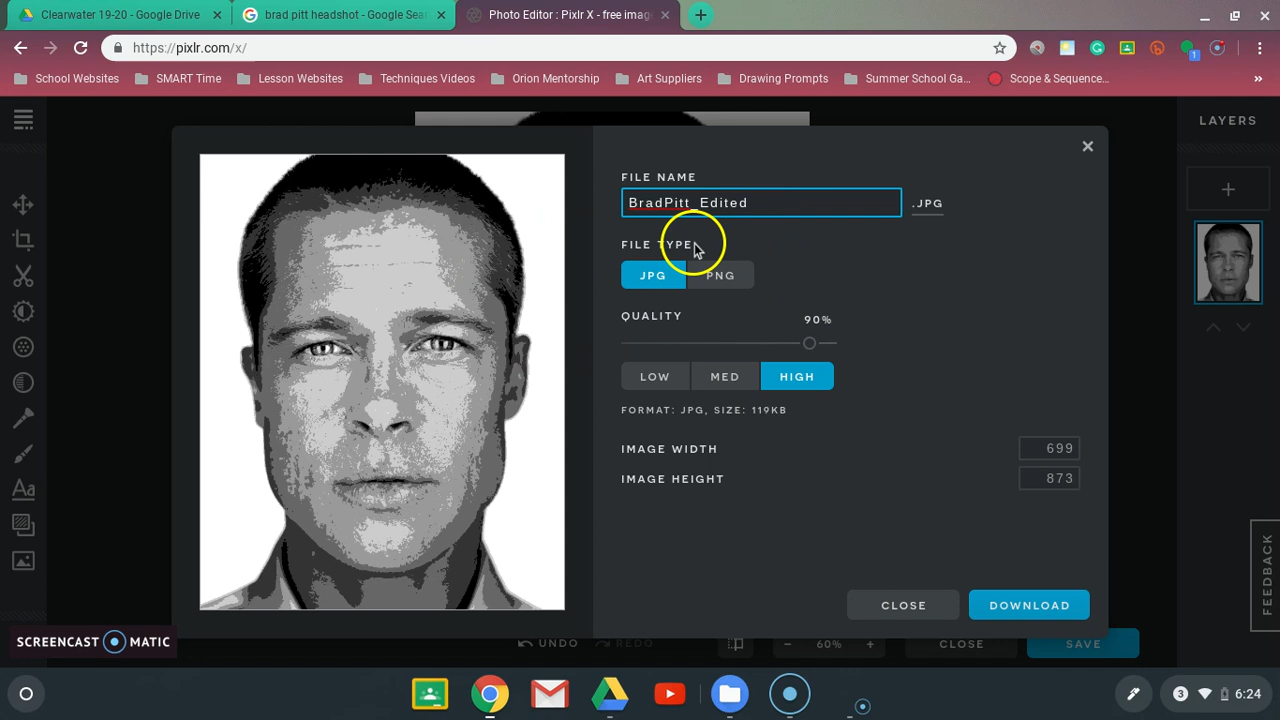 Clearwater 19-20 - Google Drive
brad pitt headshot - Google Sear
Photo Editor : Pixlr X - free image
https://pixlr.com/x/
1
School Websites
SMART Time
Lesson Websites
Techniques Videos
Orion Mentorship
Art Suppliers
Drawing Prompts
Summer School Ga...
Scope & Sequence...
»
LAYERS
FILE NAME
BradPitt_Edited
.JPG
FILE TYPE
JPG
PNG
QUALITY
90%
LOW
MED
HIGH
FORMAT: JPG, SIZE: 119KB
IMAGE WIDTH
699
IMAGE HEIGHT
873
CLOSE
DOWNLOAD
Aa
FEEDBACK
SCREENCAST O MATIC
UNDO
REDO
60%
CLOSE
SAVE
3
6:24